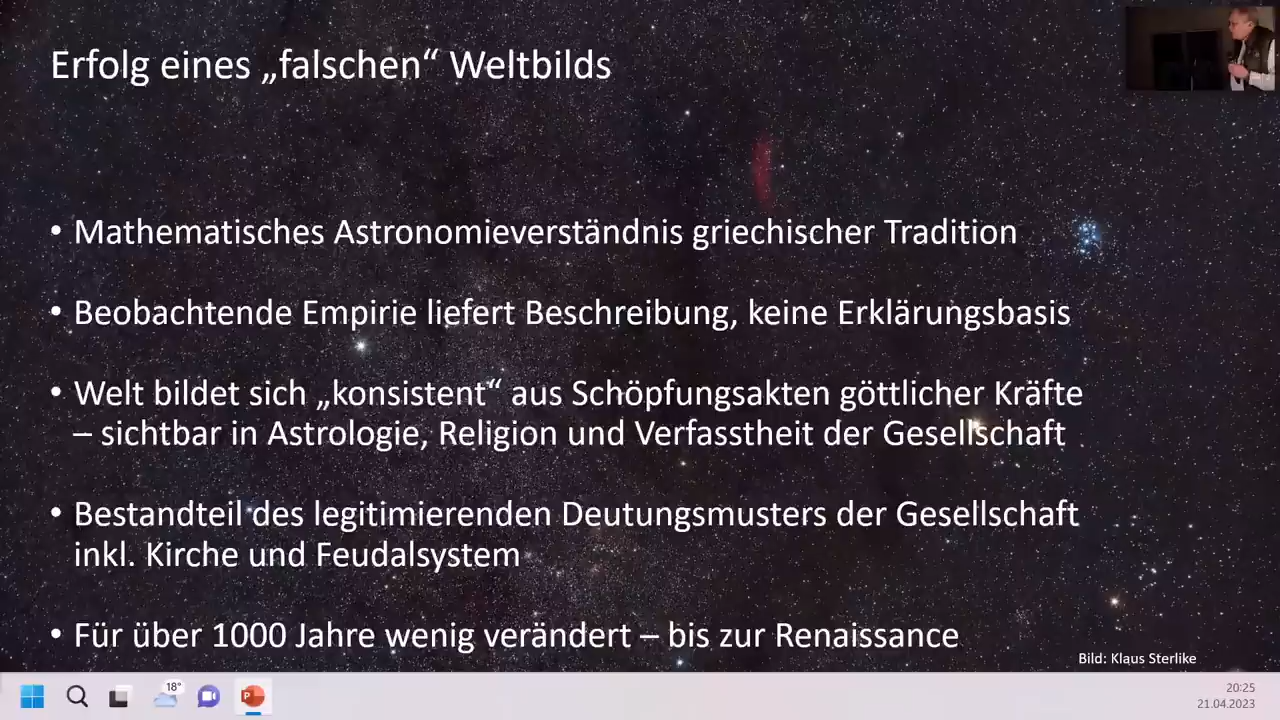 Erfolg eines „falschen“ Weltbilds
• Mathematisches Astronomieverständnis griechischer Tradition
• Beobachtende Empirie liefert Beschreibung, keine Erklärungsbasis
• Welt bildet sich „konsistent“ aus Schöpfungsakten göttlicher Kräfte
– sichtbar in Astrologie, Religion und Verfasstheit der Gesellschaft
• Bestandteil des legitimierenden Deutungsmusters der Gesellschaft
inkl. Kirche und Feudalsystem
• Für über 1000 Jahre wenig verändert – bis zur Renaissance
Bild: Klaus Sterlike
18°
P
20:25
21.04.2023